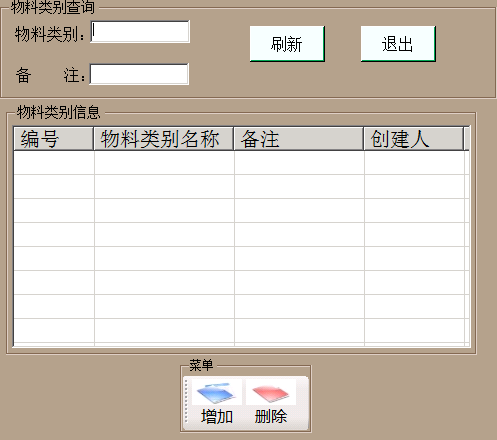 物料类别查询
物料类别:
刷新
退出
备 注:
物料类别信息
编号 物料类别名称 备注 创建人
菜单
增加 删除